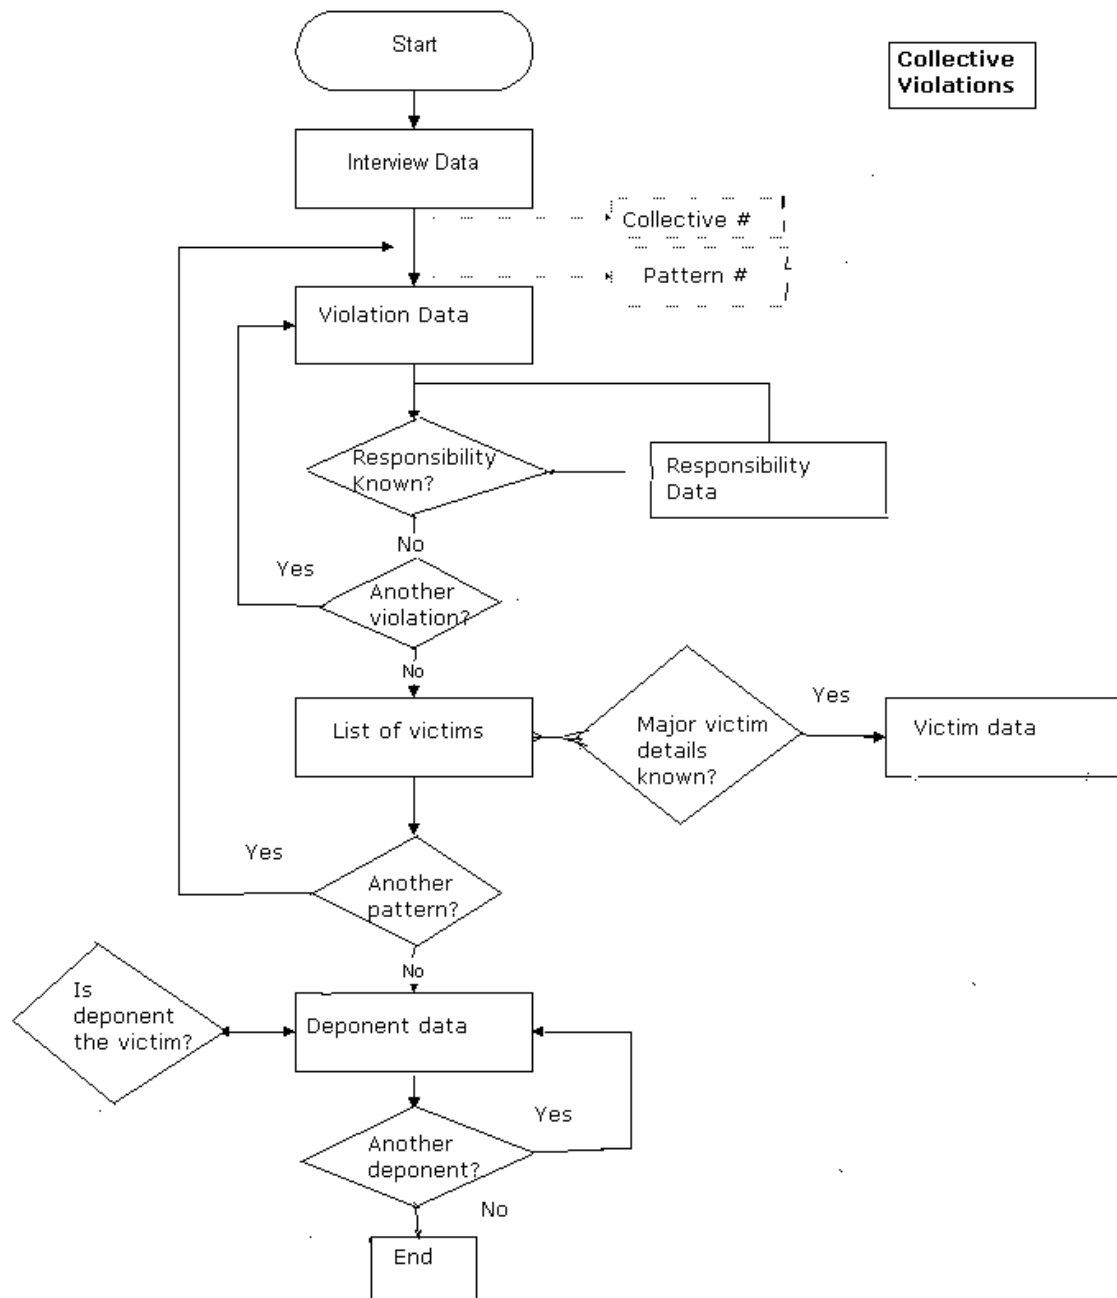 Start
Collective
Violations
Interview Data
Collective #
Pattern #
Violation Data
Responsibility
Known?
Responsibility
Data
No
Yes
Another
violation?
No
List of victims
Major victim
details
known?
Yes
Victim data
Yes
Another
pattern?
No
Is
deponent
the victim?
Deponent data
Yes
Another
deponent?
No
End